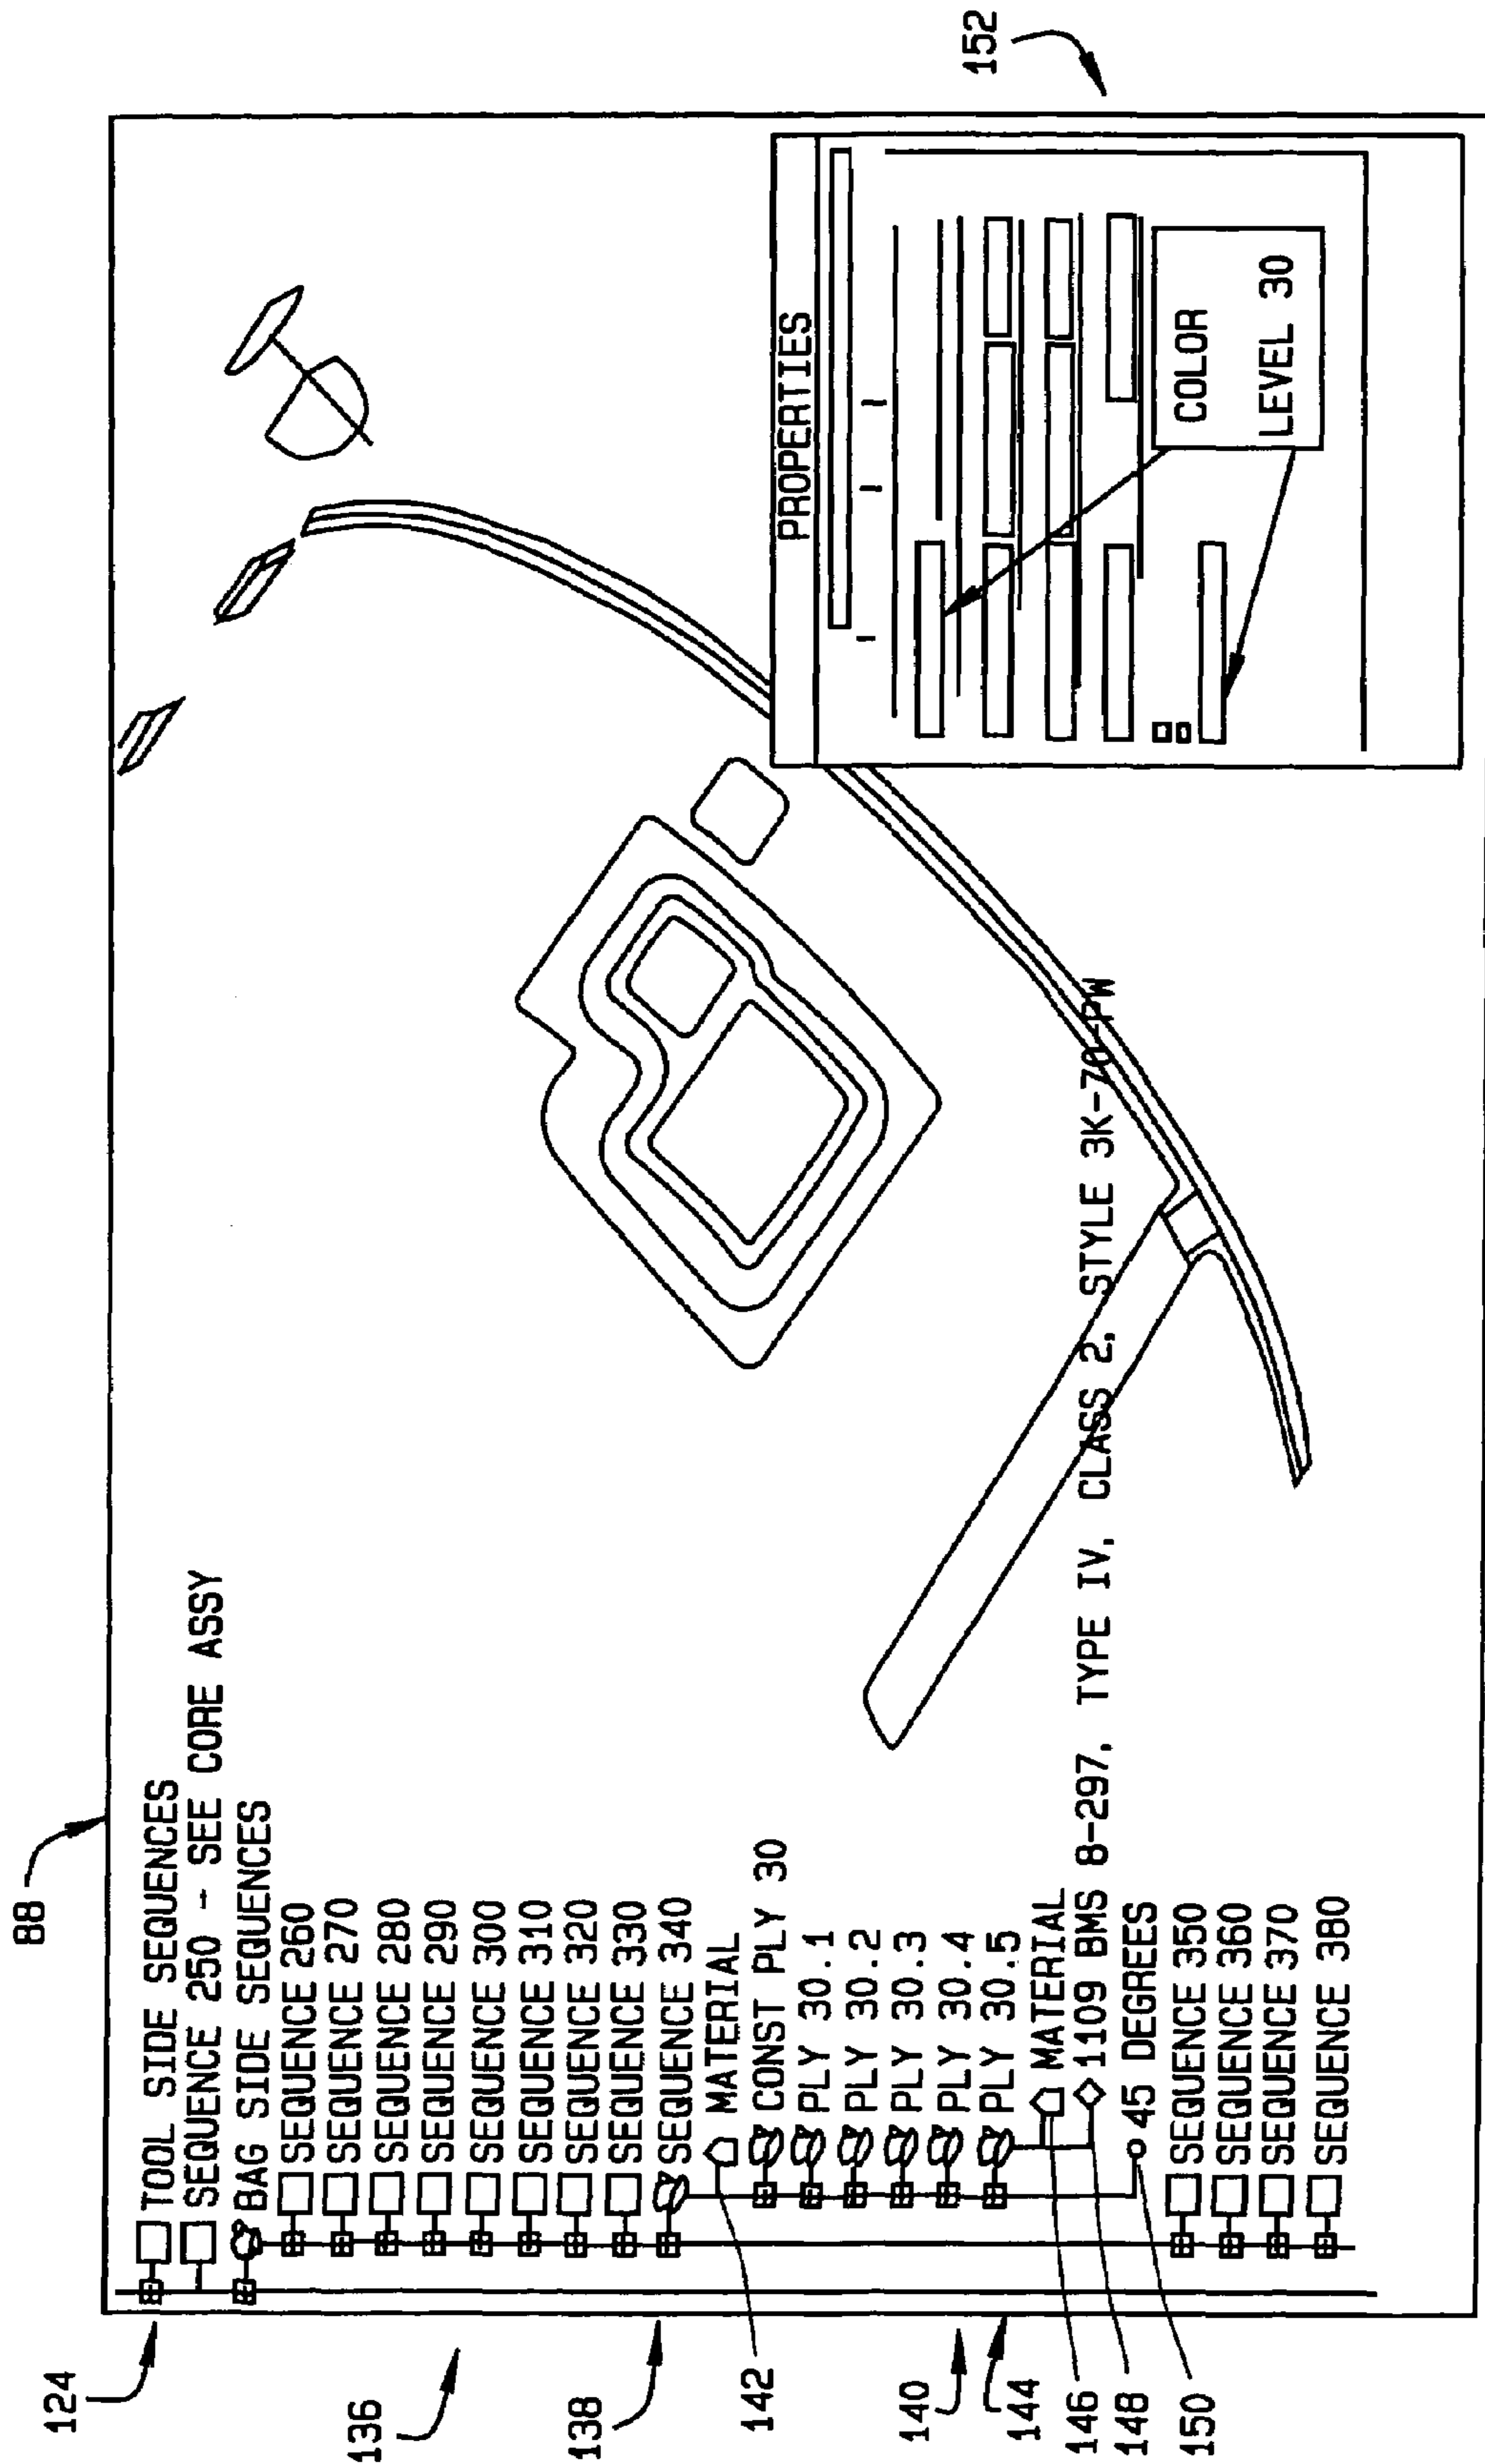 88
124
TOOL SIDE SEQUENCES
SEQUENCE 250 - SEE CORE ASSY
BAG SIDE SEQUENCES
136
SEQUENCE 260
SEQUENCE 270
SEQUENCE 280
SEQUENCE 290
SEQUENCE 300
SEQUENCE 310
SEQUENCE 320
SEQUENCE 330
138
SEQUENCE 340
142
MATERIAL
CONST PLY 30
PLY 30.1
PLY 30.2
PLY 30.3
140
PLY 30.4
144
PLY 30.5
146
MATERIAL
148
1109 BMS 8-297, TYPE IV, CLASS 2, STYLE 3K-70-PW
150
45 DEGREES
SEQUENCE 350
SEQUENCE 360
SEQUENCE 370
SEQUENCE 380
152
PROPERTIES
COLOR
LEVEL 30